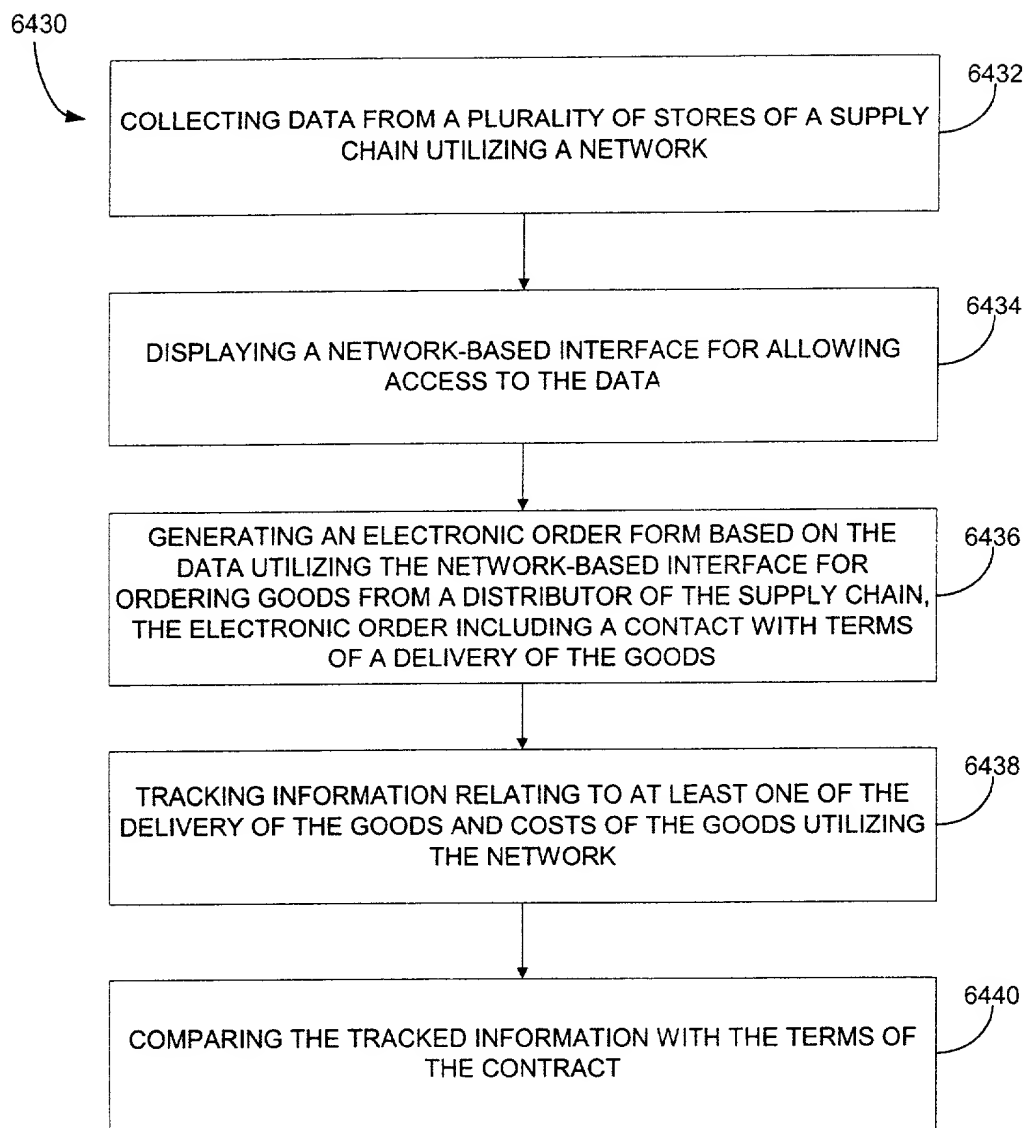 6430
6432
COLLECTING DATA FROM A PLURALITY OF STORES OF A SUPPLY
CHAIN UTILIZING A NETWORK
6434
DISPLAYING A NETWORK-BASED INTERFACE FOR ALLOWING
ACCESS TO THE DATA
6436
GENERATING AN ELECTRONIC ORDER FORM BASED ON THE
DATA UTILIZING THE NETWORK-BASED INTERFACE FOR
ORDERING GOODS FROM A DISTRIBUTOR OF THE SUPPLY CHAIN,
THE ELECTRONIC ORDER INCLUDING A CONTACT WITH TERMS
OF A DELIVERY OF THE GOODS
6438
TRACKING INFORMATION RELATING TO AT LEAST ONE OF THE
DELIVERY OF THE GOODS AND COSTS OF THE GOODS UTILIZING
THE NETWORK
6440
COMPARING THE TRACKED INFORMATION WITH THE TERMS OF
THE CONTRACT